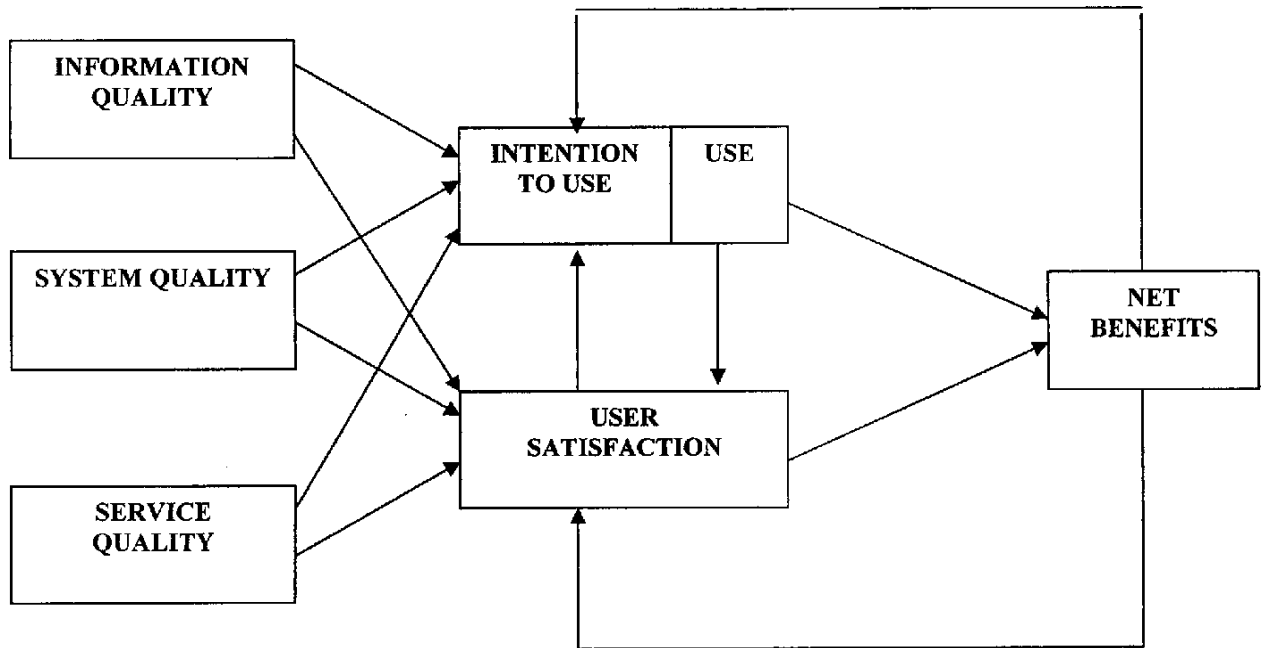 INFORMATION
QUALITY
SYSTEM QUALITY
SERVICE
QUALITY
INTENTION
TO USE
USE
USER
SATISFACTION
NET
BENEFITS